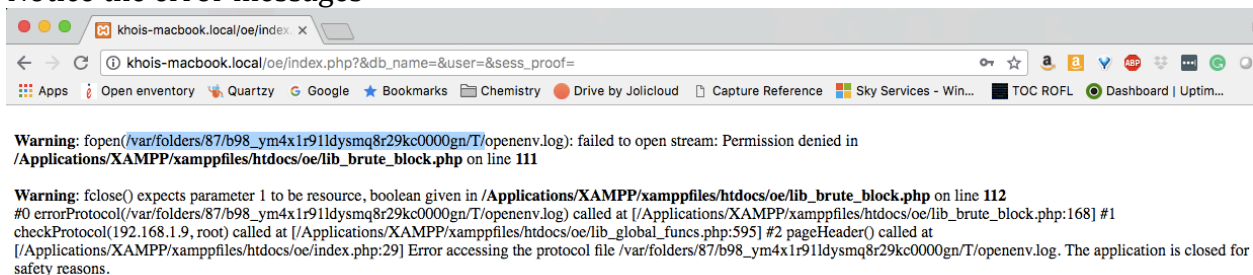 Notice the error messages
khois-macbook.local/oe/index.
khois-macbook.local/oe/index.php?&db_name=&user=&sess_proof=
Apps Open enventory Quartzy Google Bookmarks Chemistry Drive by Jolicloud Capture Reference Sky Services - Win... TOC ROFL Dashboard | Uptim...
Warning: fopen(/var/folders/87/b98_ym4x1r91ldysmq8r29kc0000gn/T/openenv.log): failed to open stream: Permission denied in
/Applications/XAMPP/xamppfiles/htdocs/oe/lib_brute_block.php on line 111
Warning: fclose() expects parameter 1 to be resource, boolean given in /Applications/XAMPP/xamppfiles/htdocs/oe/lib_brute_block.php on line 112
#0 errorProtocol(/var/folders/87/b98_ym4x1r91ldysmq8r29kc0000gn/T/openenv.log) called at [/Applications/XAMPP/xamppfiles/htdocs/oe/lib_brute_block.php:168] #1
checkProtocol(192.168.1.9, root) called at [/Applications/XAMPP/xamppfiles/htdocs/oe/lib_global_funcs.php:595] #2 pageHeader() called at
[/Applications/XAMPP/xamppfiles/htdocs/oe/index.php:29] Error accessing the protocol file /var/folders/87/b98_ym4x1r91ldysmq8r29kc0000gn/T/openenv.log. The application is closed for
safety reasons.